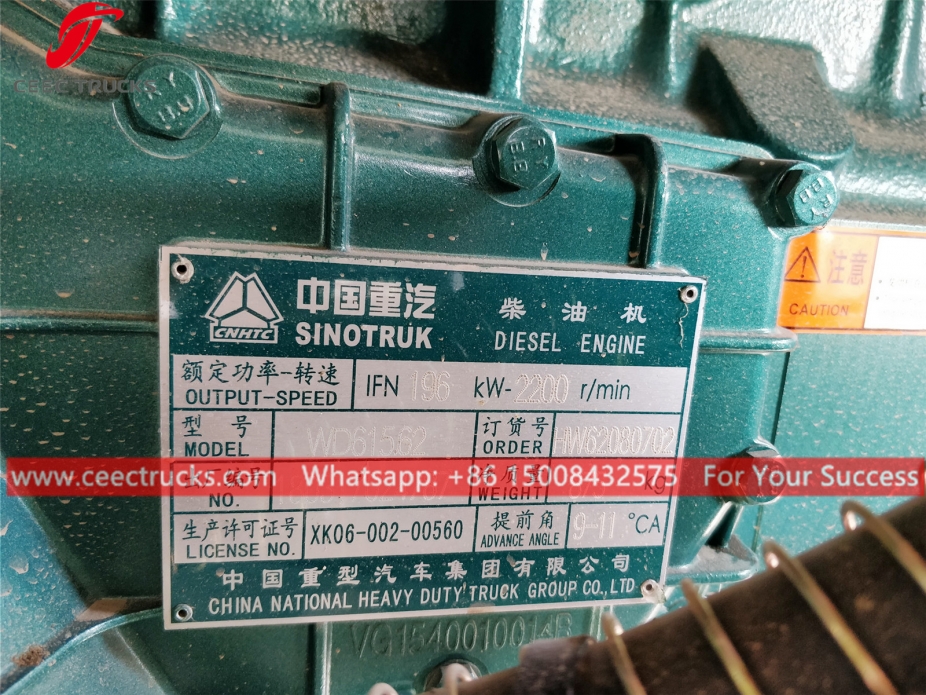 CEEC TRUCKS
注意
CAUTION
中国重汽
SINOTRUK
CNHTC
柴油机
DIESEL ENGINE
额定功率-转速
OUTPUT-SPEED
IFN 196 kW-2200 r/min
型号
MODEL
WD615.62
订货号
ORDER
HW62080702
www.ceectrucks.com Whatsapp: +86 15008432575 For Your Success
NO.
WEIGHT
kg
生产许可证号
LICENSE NO.
XK06-002-00560
提前角
ADVANCE ANGLE
9-11 °CA
中国重型汽车集团有限公司
CHINA NATIONAL HEAVY DUTY TRUCK GROUP CO.,LTD
VG1540010014B